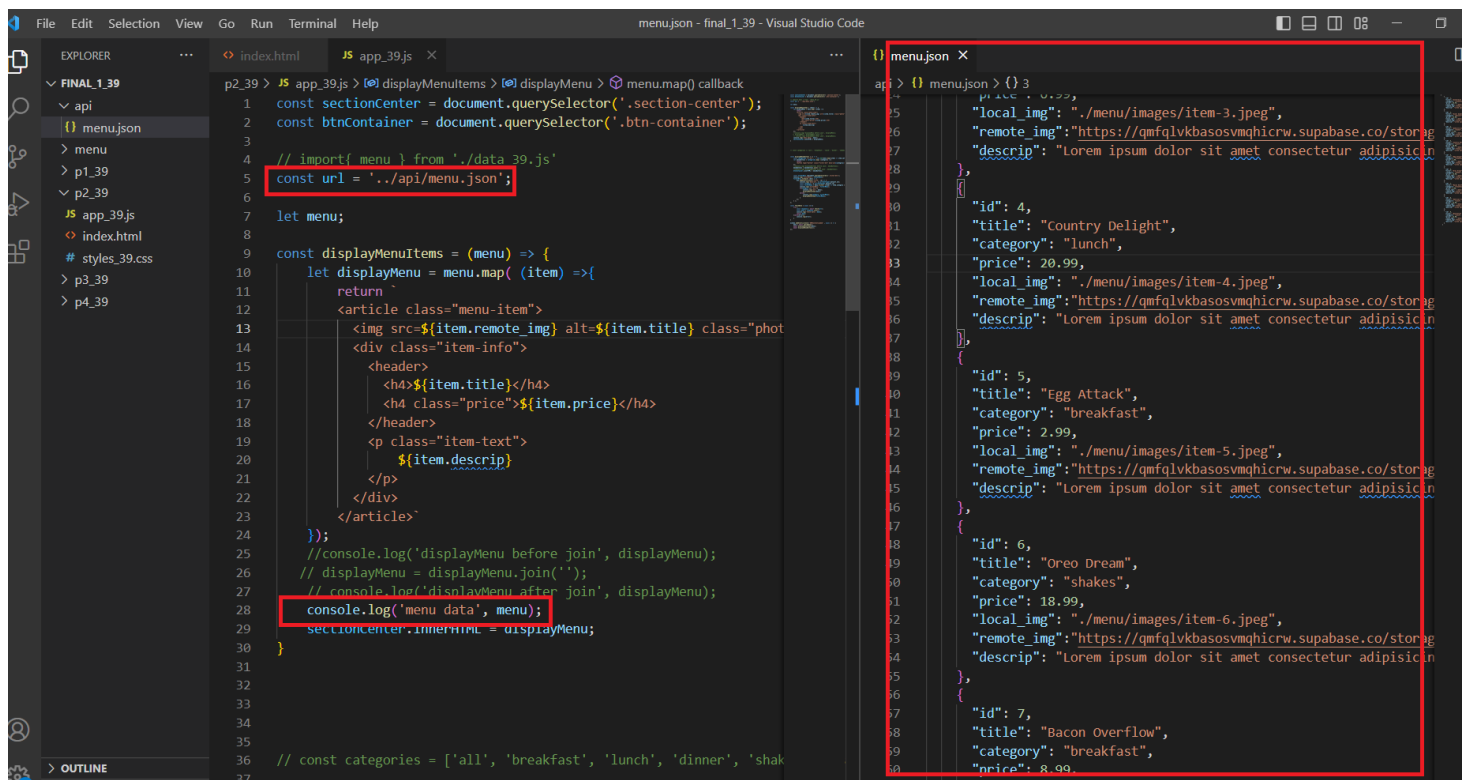 File Edit Selection View Go Run Terminal Help
menu.json - final_1_39 - Visual Studio Code
EXPLORER ...
FINAL_1_39
api
{} menu.json
menu
p1_39
p2_39
JS app_39.js
<> index.html
# styles_39.css
p3_39
p4_39
OUTLINE
<> index.html JS app_39.js × ...
p2_39 > JS app_39.js > displayMenuItems > displayMenu > menu.map() callback
1 const sectionCenter = document.querySelector('.section-center');
2 const btnContainer = document.querySelector('.btn-container');
3
4 // import{ menu } from './data_39.js'
5 const url = '../api/menu.json';
6
7 let menu;
8
9 const displayMenuItems = (menu) => {
10 let displayMenu = menu.map( (item) =>{
11 return `
12 <article class="menu-item">
13 <img src=${item.remote_img} alt=${item.title} class="phot
14 <div class="item-info">
15 <header>
16 <h4>${item.title}</h4>
17 <h4 class="price">${item.price}</h4>
18 </header>
19 <p class="item-text">
20 ${item.descrip}
21 </p>
22 </div>
23 </article>`
24 });
25 //console.log('displayMenu before join', displayMenu);
26 // displayMenu = displayMenu.join('');
27 // console.log('displayMenu after join', displayMenu);
28 console.log('menu data', menu);
29 sectionCenter.innerHTML = displayMenu;
30 }
31
32
33
34
35
36 // const categories = ['all', 'breakfast', 'lunch', 'dinner', 'shak
37
{} menu.json ×
api > {} menu.json > {} 3
"price": 6.99,
"local_img": "./menu/images/item-3.jpeg",
"remote_img":"https://qmfqlvkbasosvmqhicrw.supabase.co/storag
"descrip": "Lorem ipsum dolor sit amet consectetur adipisicin
},
{
"id": 4,
"title": "Country Delight",
"category": "lunch",
"price": 20.99,
"local_img": "./menu/images/item-4.jpeg",
"remote_img":"https://qmfqlvkbasosvmqhicrw.supabase.co/storag
"descrip": "Lorem ipsum dolor sit amet consectetur adipisicin
},
{
"id": 5,
"title": "Egg Attack",
"category": "breakfast",
"price": 2.99,
"local_img": "./menu/images/item-5.jpeg",
"remote_img":"https://qmfqlvkbasosvmqhicrw.supabase.co/storag
"descrip": "Lorem ipsum dolor sit amet consectetur adipisicin
},
{
"id": 6,
"title": "Oreo Dream",
"category": "shakes",
"price": 18.99,
"local_img": "./menu/images/item-6.jpeg",
"remote_img":"https://qmfqlvkbasosvmqhicrw.supabase.co/storag
"descrip": "Lorem ipsum dolor sit amet consectetur adipisicin
},
{
"id": 7,
"title": "Bacon Overflow",
"category": "breakfast",
"price": 8.99,